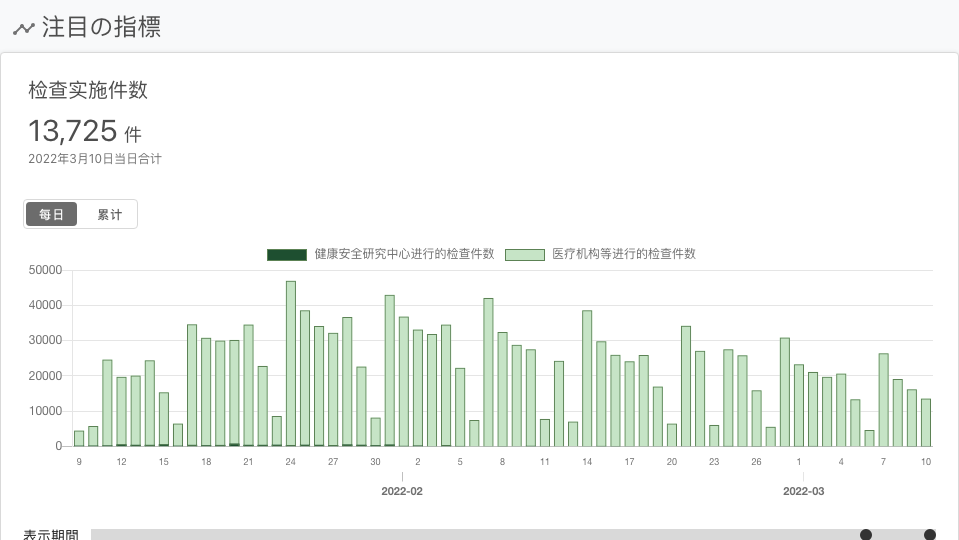 注目の指標
检查实施件数
13,725 件
2022年3月10日当日合计
每日 累计
健康安全研究中心进行的检查件数 医疗机构等进行的检查件数
50000
40000
30000
20000
10000
0
9 12 15 18 21 24 27 30 2 5 8 11 14 17 20 23 26 1 4 7 10
2022-02 2022-03
表示期間